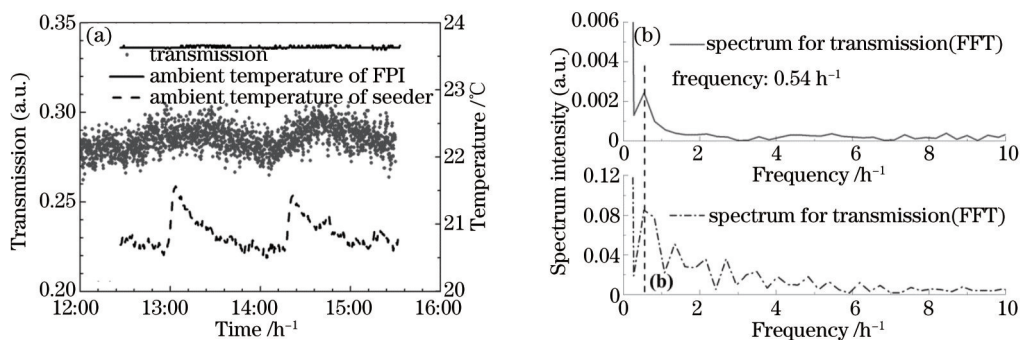 (a)
0.35
0.30
0.25
0.20
Transmission (a.u.)
transmission
ambient temperature of FPI
ambient temperature of seeder
24
23
22
21
20
Temperature /℃
12:00 13:00 14:00 15:00 16:00
Time /h⁻¹
(b)
0.006
0.004
0.002
0
spectrum for transmission(FFT)
frequency: 0.54 h⁻¹
0 2 4 6 8 10
Frequency /h⁻¹
Spectrum intensity (a.u.)
0.12
0.08
0.04
spectrum for transmission(FFT)
(b)
0 2 4 6 8 10
Frequency /h⁻¹